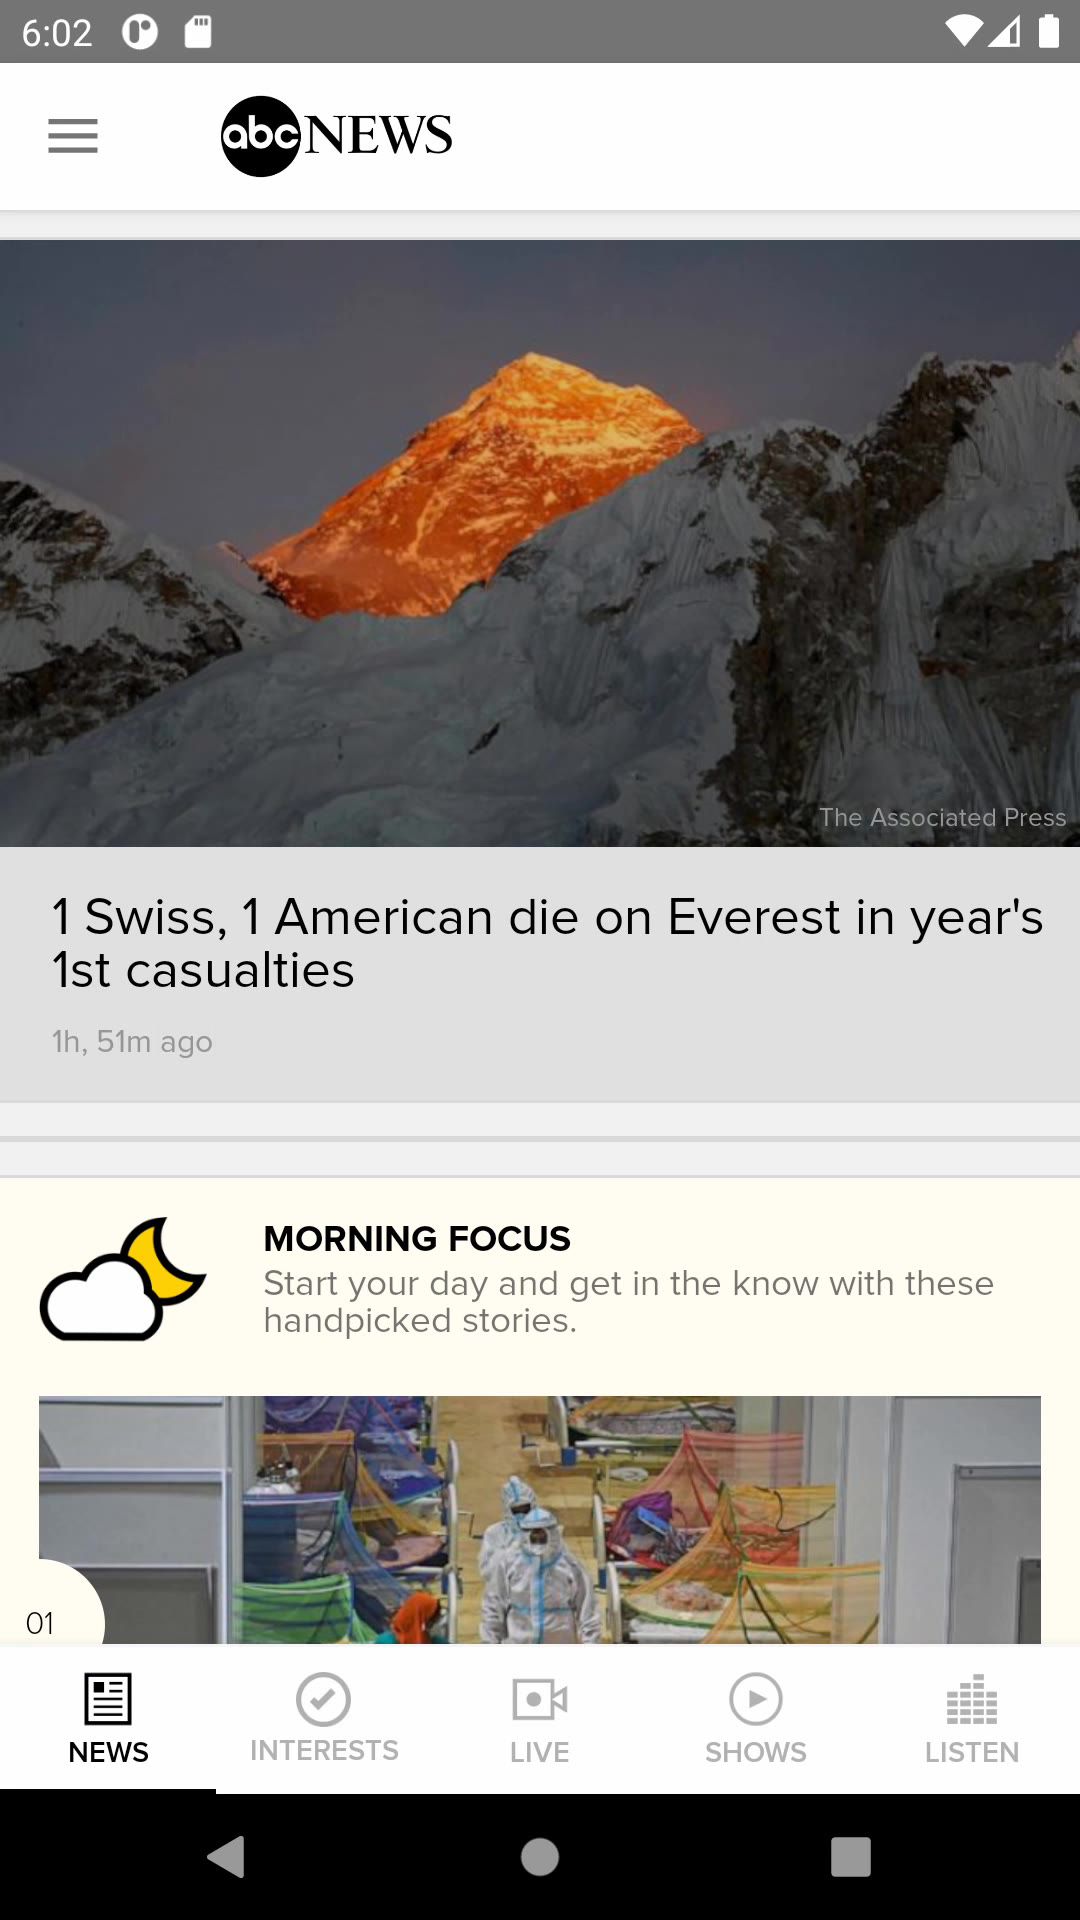 6:02
abc NEWS
The Associated Press
1 Swiss, 1 American die on Everest in year's
1st casualties
1h, 51m ago
MORNING FOCUS
Start your day and get in the know with these
handpicked stories.
01
NEWS
INTERESTS
LIVE
SHOWS
LISTEN